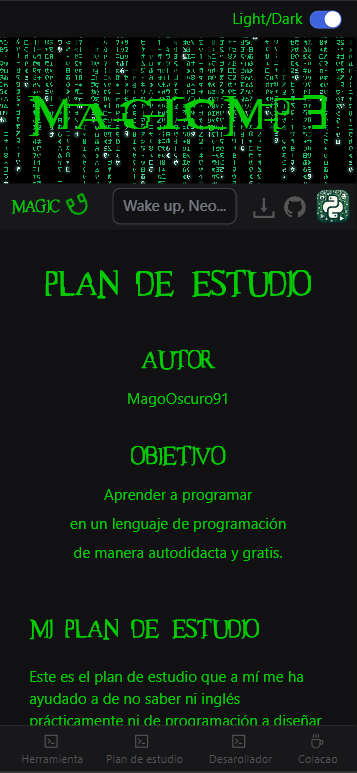 Light/Dark
MAGICMT3
MAGIC
Wake up, Neo...
PLAN DE ESTUDIO
AUTOR
MagoOscuro91
OBJETIVO
Aprender a programar
en un lenguaje de programación
de manera autodidacta y gratis.
MI PLAN DE ESTUDIO
Este es el plan de estudio que a mí me ha
ayudado a de no saber ni inglés
prácticamente ni de programación a diseñar
Herramienta
Plan de estudio
Desarollador
Colacao